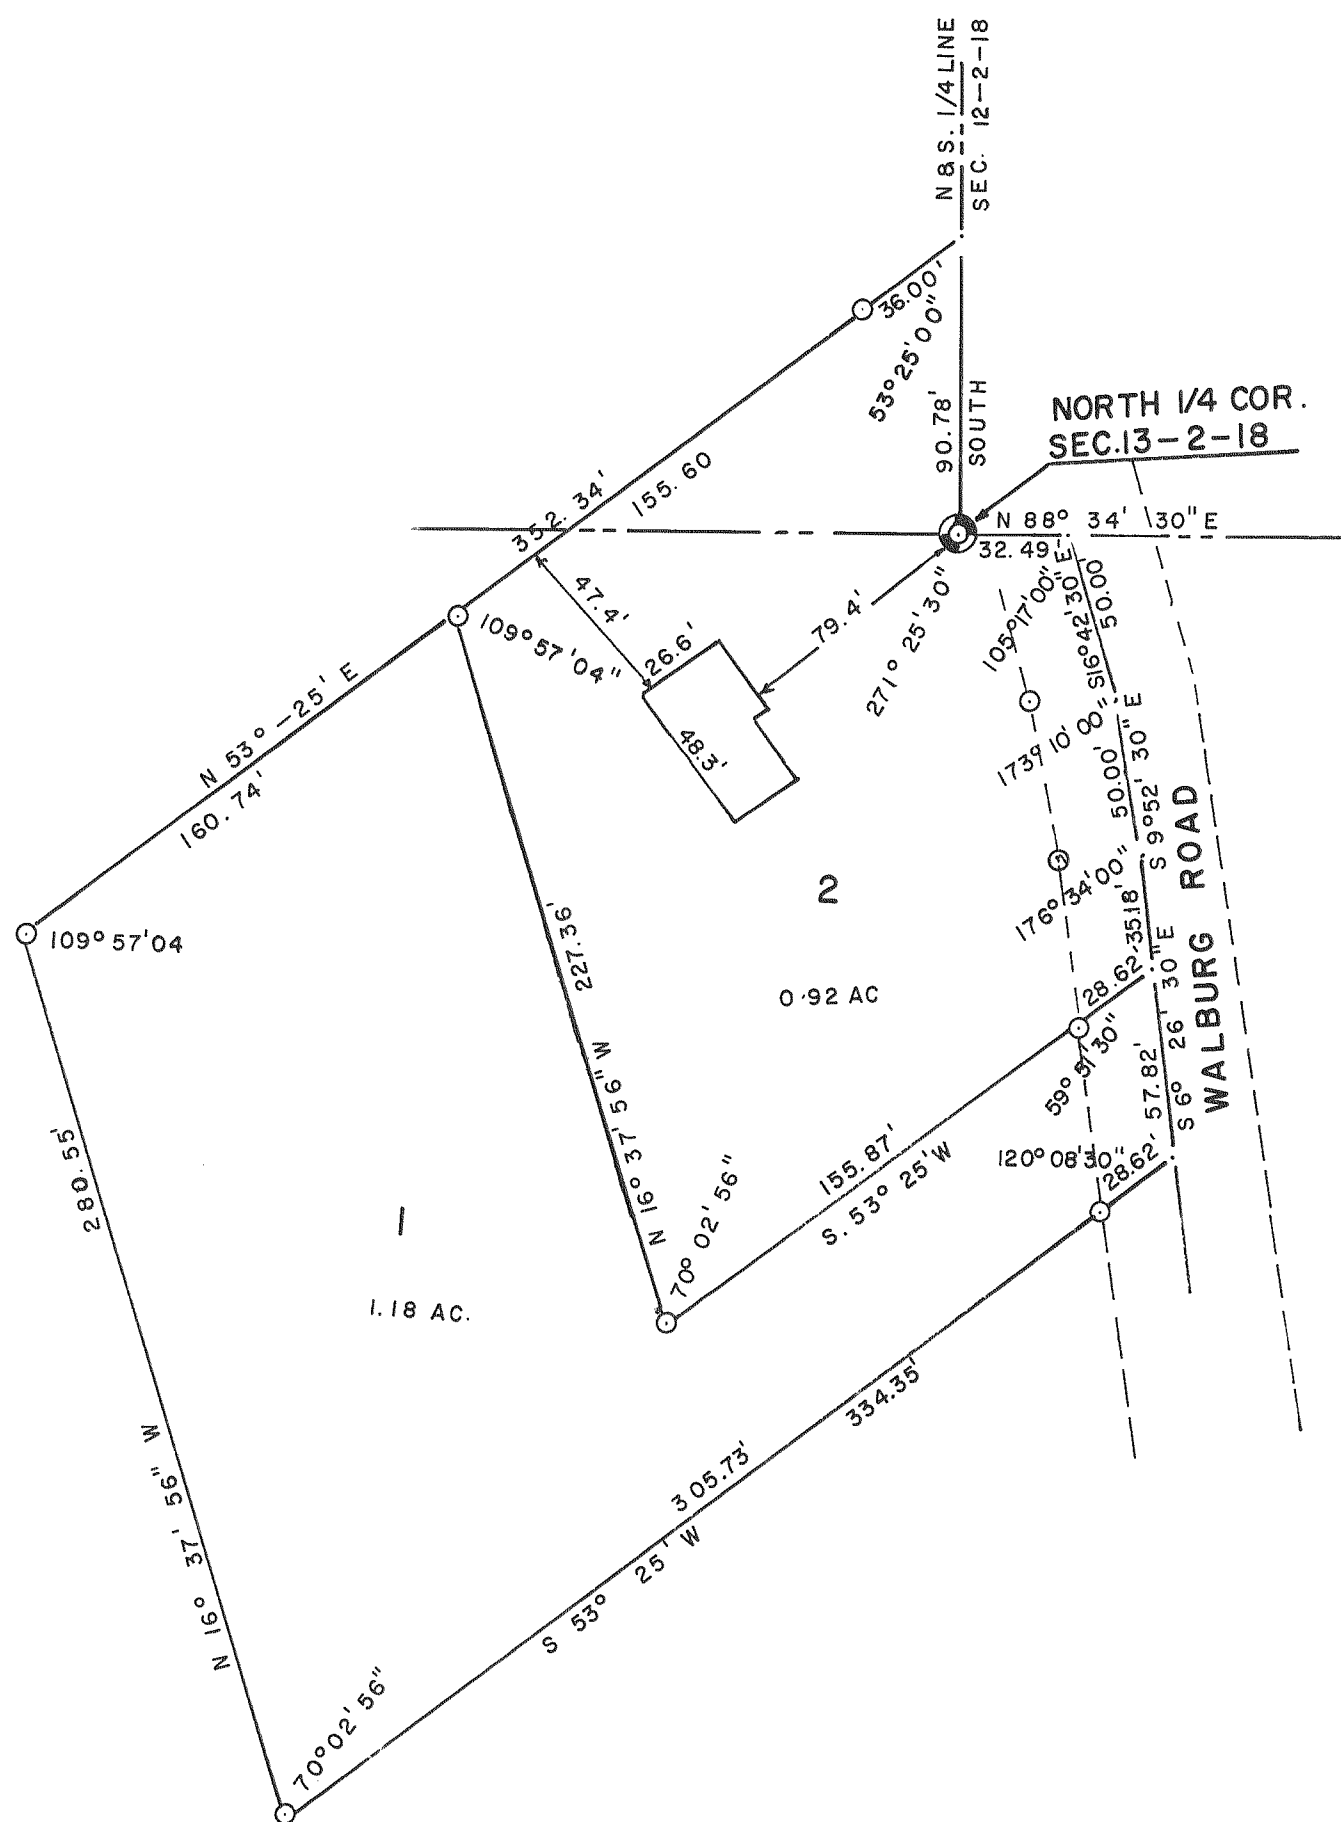 N & S. 1/4 LINE
SEC. 12-2-18
36.00'
53° 25' 00"
90.78'
SOUTH
NORTH 1/4 COR.
SEC.13-2-18
352.34'
155.60
N 88° 34' 30" E
32.49'
47.4'
26.6'
79.4'
48.3'
271° 25' 30"
105° 17' 00"
S16° 42' 30" E
50.00'
109° 57' 04"
N 53°-25' E
160.74'
173° 10' 00"
50.00'
S 9° 52' 30" E
2
0.92 AC
176° 34' 00"
35.18'
WALBURG ROAD
109° 57' 04
227.36'
N 16° 37' 56" W
28.62'
59° 51' 30"
57.82'
S 6° 26' 30" E
155.87'
S. 53° 25' W
120° 08' 30"
28.62'
70° 02' 56"
280.55'
N 16° 37' 56" W
1
1.18 AC.
334.35'
305.73'
S 53° 25' W
70° 02' 56"